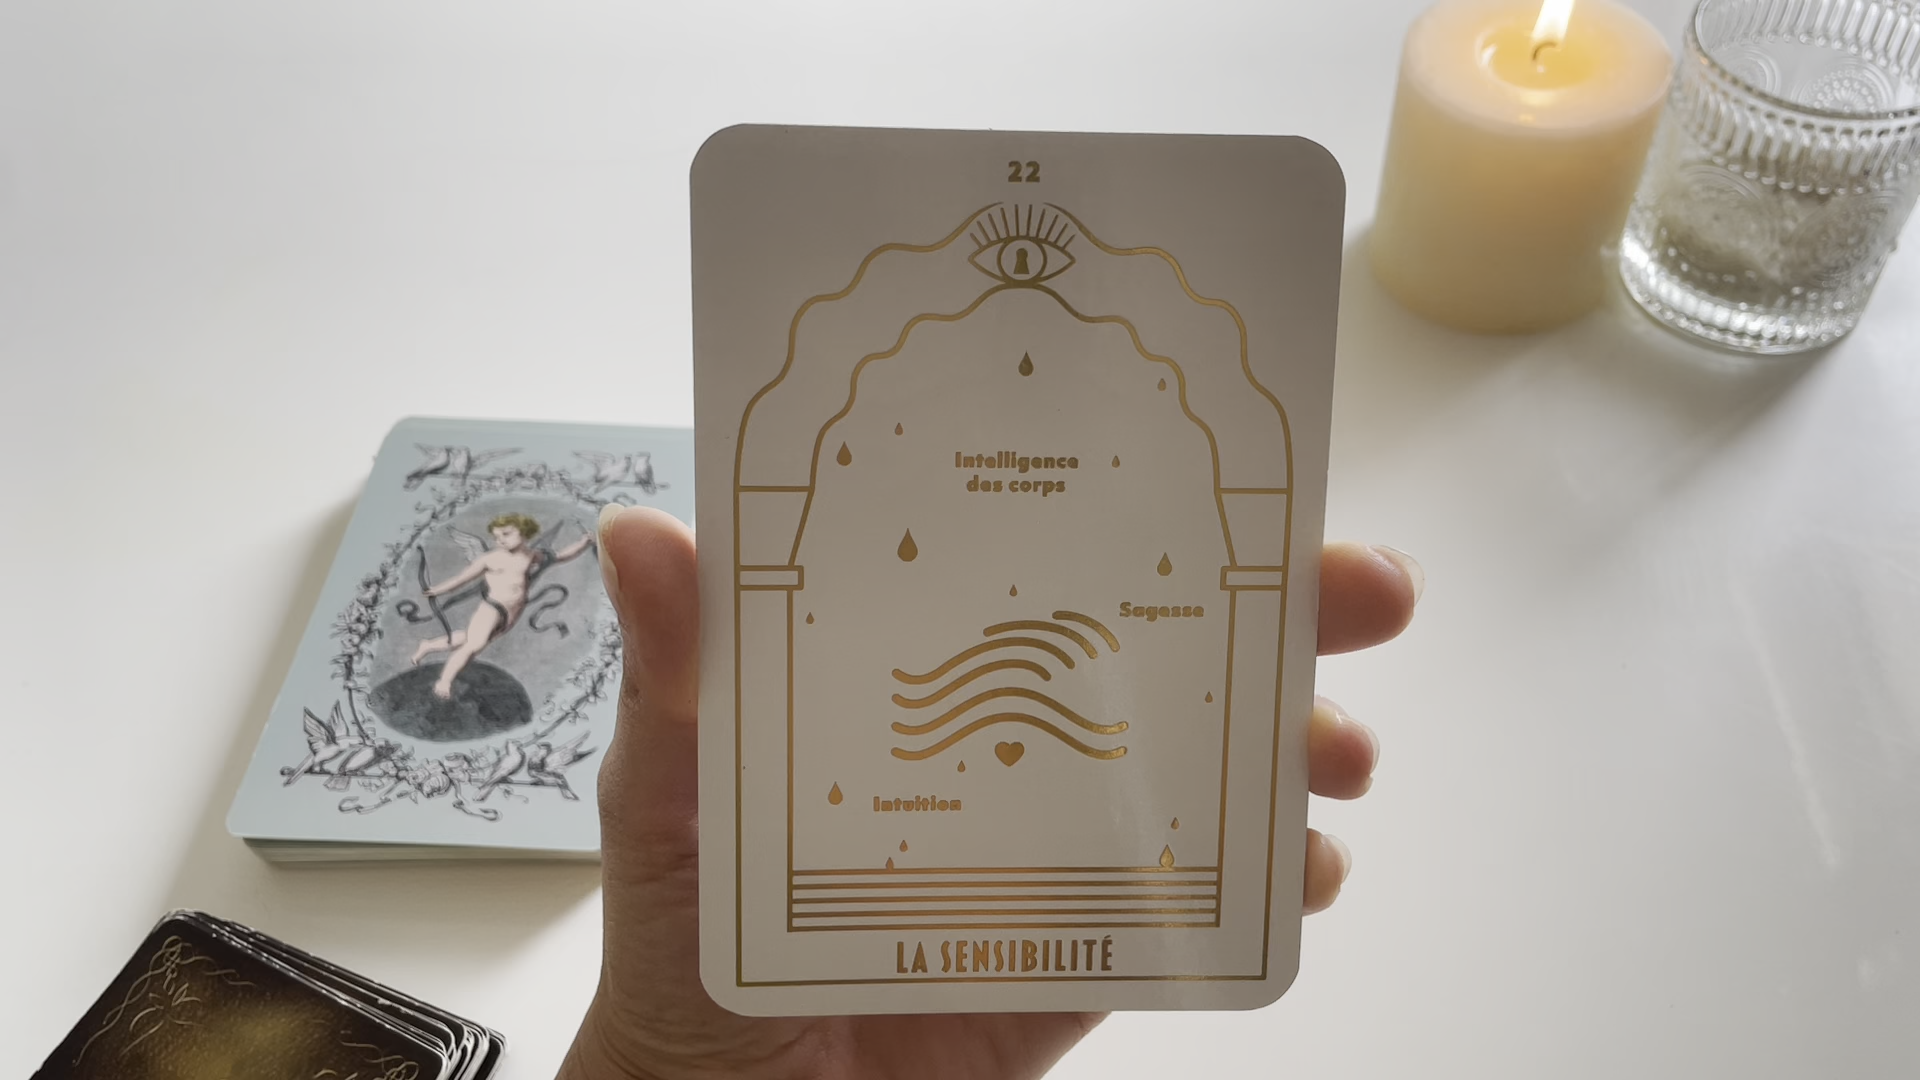 22
Intelligence
des corps
Sagesse
Intuition
LA SENSIBILITÉ